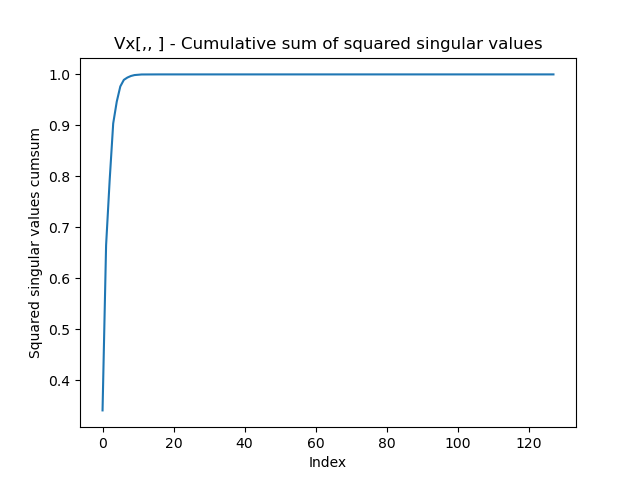 Vx[,, ] - Cumulative sum of squared singular values
1.0
0.9
0.8
0.7
0.6
0.5
0.4
Squared singular values cumsum
0 20 40 60 80 100 120
Index